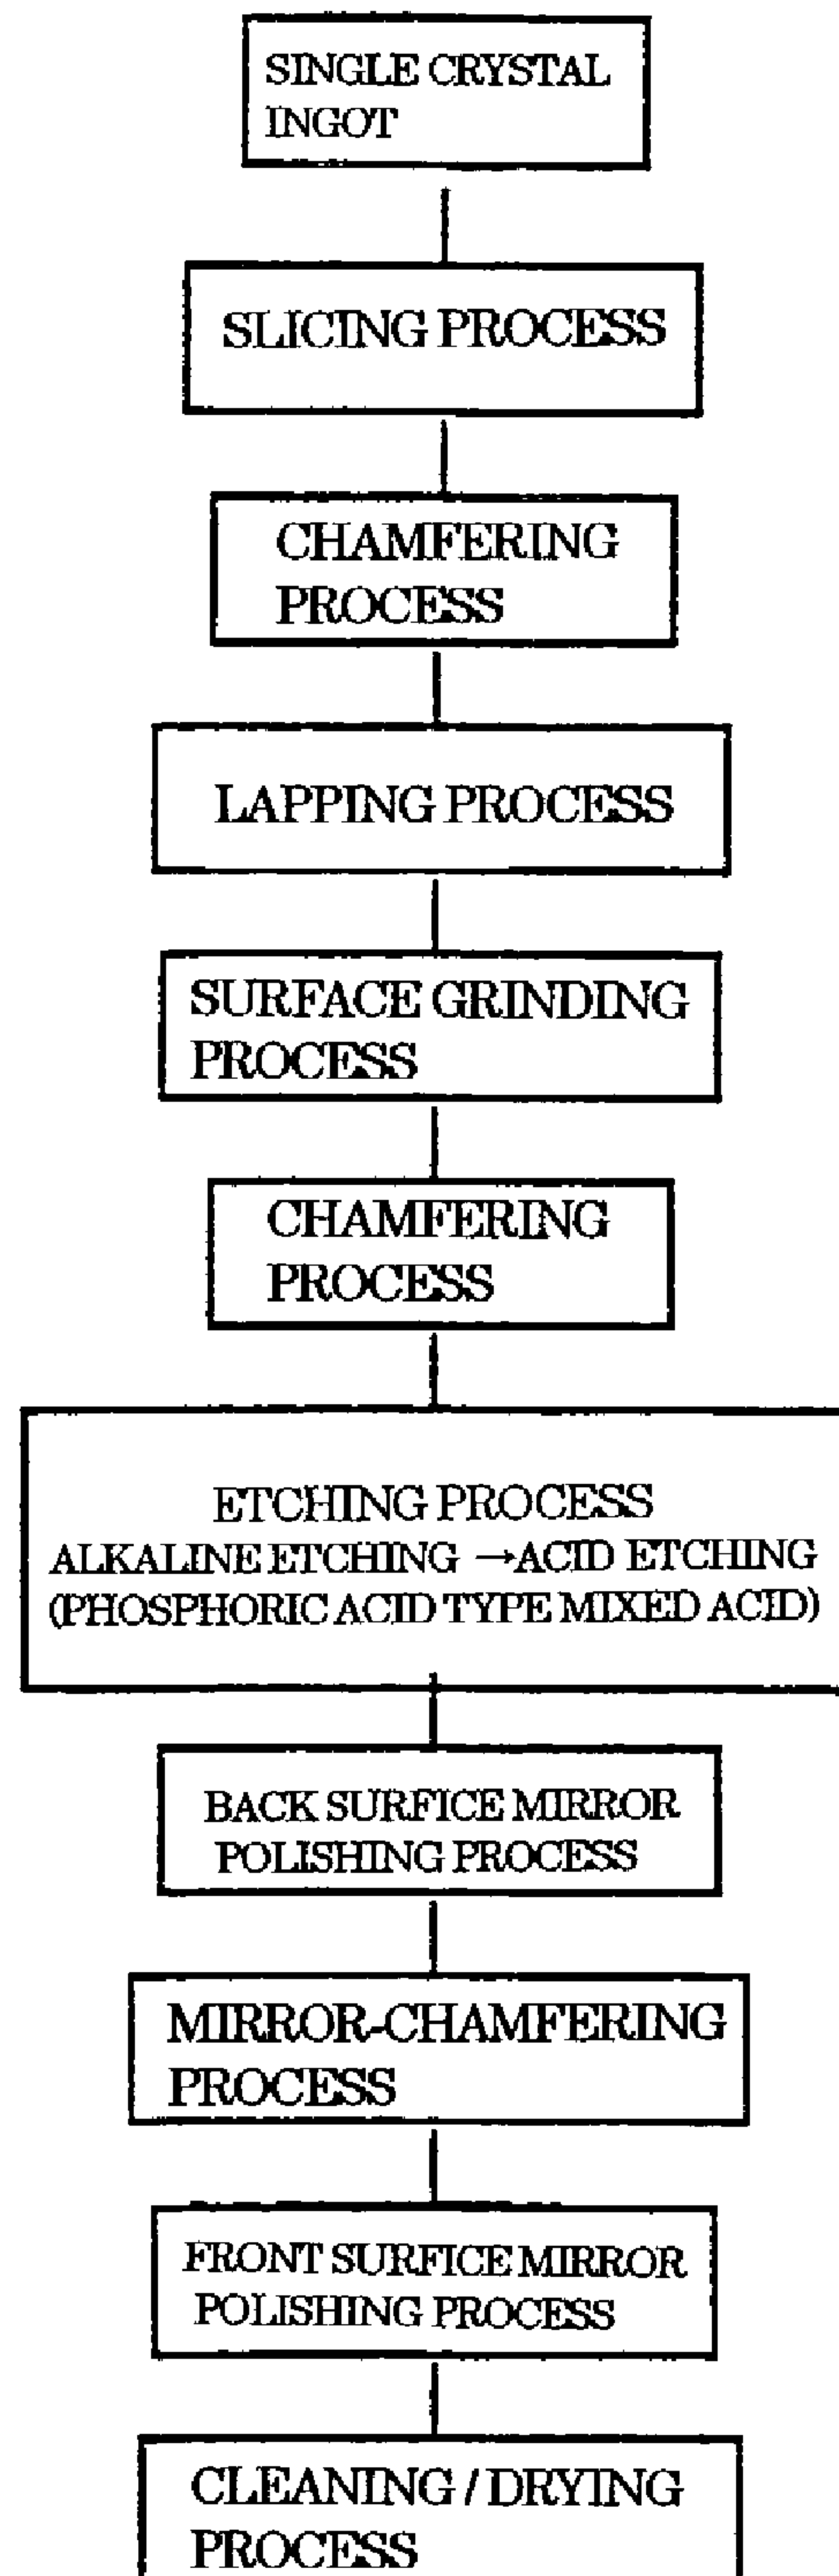 SINGLE CRYSTAL
INGOT
SLICING PROCESS
CHAMFERING
PROCESS
LAPPING PROCESS
SURFACE GRINDING
PROCESS
CHAMFERING
PROCESS
ETCHING PROCESS
ALKALINE ETCHING →ACID ETCHING
(PHOSPHORIC ACID TYPE MIXED ACID)
BACK SURFICE MIRROR
POLISHING PROCESS
MIRROR-CHAMFERING
PROCESS
FRONT SURFICE MIRROR
POLISHING PROCESS
CLEANING / DRYING
PROCESS